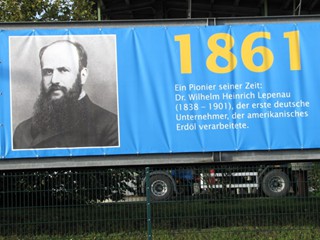 1861
Ein Pionier seiner Zeit:
Dr. Wilhelm Heinrich Lepenau
(1838 – 1901), der erste deutsche
Unternehmer, der amerikanisches
Erdöl verarbeitete.